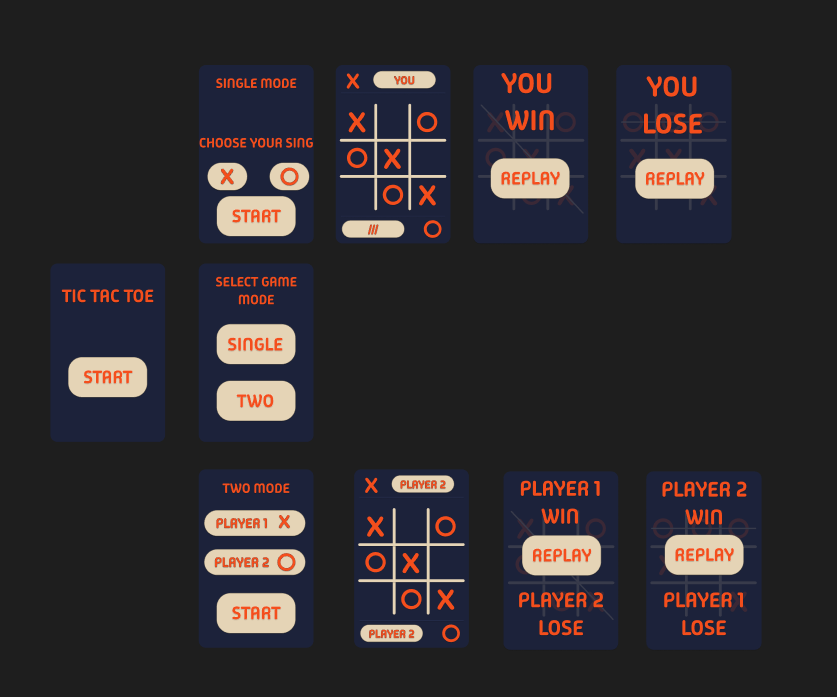 SINGLE MODE
CHOOSE YOUR SING
X O
START
X YOU
X O
O X
O X
/// O
YOU
WIN
REPLAY
YOU
LOSE
REPLAY
TIC TAC TOE
START
SELECT GAME
MODE
SINGLE
TWO
TWO MODE
PLAYER 1 X
PLAYER 2 O
START
X PLAYER 2
X O
O X
O X
PLAYER 2 O
PLAYER 1
WIN
REPLAY
PLAYER 2
LOSE
PLAYER 2
WIN
REPLAY
PLAYER 1
LOSE